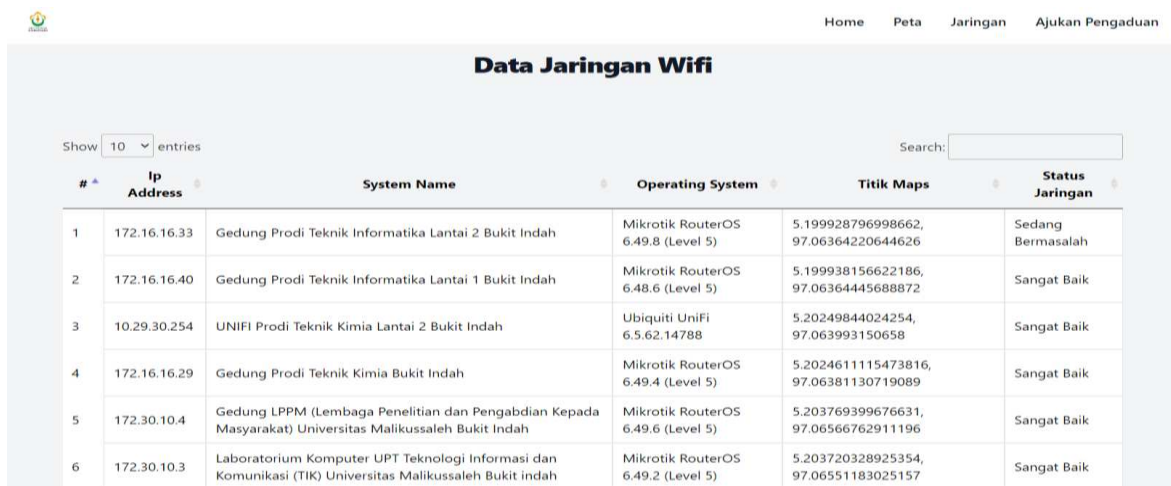 Home Peta Jaringan Ajukan Pengaduan
Data Jaringan Wifi
Show 10 entries Search:
# Ip Address System Name Operating System Titik Maps Status Jaringan
1 172.16.16.33 Gedung Prodi Teknik Informatika Lantai 2 Bukit Indah Mikrotik RouterOS 6.49.8 (Level 5) 5.199928796998662, 97.06364220644626 Sedang Bermasalah
2 172.16.16.40 Gedung Prodi Teknik Informatika Lantai 1 Bukit Indah Mikrotik RouterOS 6.48.6 (Level 5) 5.199938156622186, 97.06364445688872 Sangat Baik
3 10.29.30.254 UNIFI Prodi Teknik Kimia Lantai 2 Bukit Indah Ubiquiti UniFi 6.5.62.14788 5.20249844024254, 97.063993150658 Sangat Baik
4 172.16.16.29 Gedung Prodi Teknik Kimia Bukit Indah Mikrotik RouterOS 6.49.4 (Level 5) 5.2024611115473816, 97.06381130719089 Sangat Baik
5 172.30.10.4 Gedung LPPM (Lembaga Penelitian dan Pengabdian Kepada Masyarakat) Universitas Malikussaleh Bukit Indah Mikrotik RouterOS 6.49.6 (Level 5) 5.203769399676631, 97.06566762911196 Sangat Baik
6 172.30.10.3 Laboratorium Komputer UPT Teknologi Informasi dan Komunikasi (TIK) Universitas Malikussaleh Bukit indah Mikrotik RouterOS 6.49.2 (Level 5) 5.203720328925354, 97.06551183025157 Sangat Baik